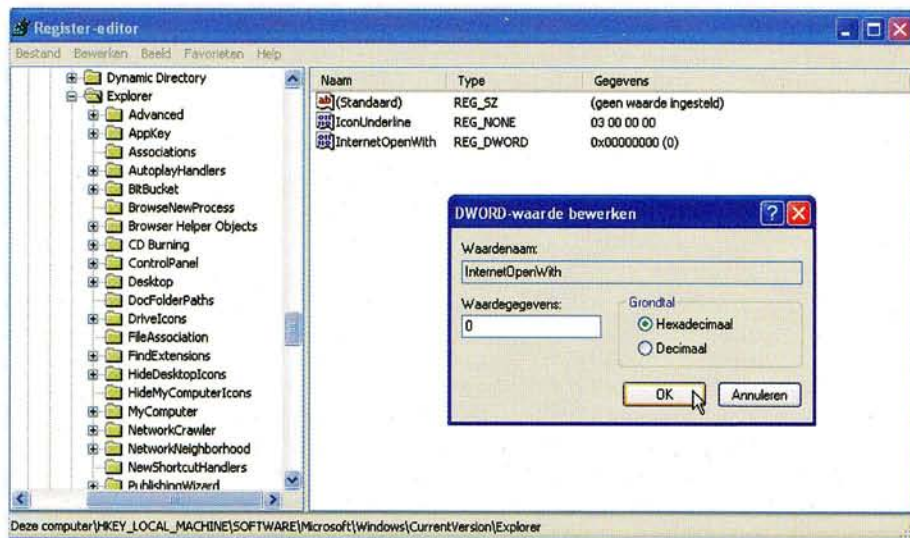 Register-editor
Bestand Bewerken Beeld Favorieten Help
Dynamic Directory
Explorer
Advanced
AppKey
Associations
AutoplayHandlers
BitBucket
BrowseNewProcess
Browser Helper Objects
CD Burning
ControlPanel
Desktop
DocFolderPaths
DriveIcons
FileAssociation
FindExtensions
HideDesktopIcons
HideMyComputerIcons
MyComputer
NetworkCrawler
NetworkNeighborhood
NewShortcutHandlers
PublishingWizard
Naam Type Gegevens
ab (Standaard) REG_SZ (geen waarde ingesteld)
IconUnderline REG_NONE 03 00 00 00
InternetOpenWith REG_DWORD 0x00000000 (0)
DWORD-waarde bewerken
Waardenaam:
InternetOpenWith
Waardegegevens:
0
Grondtal
Hexadecimaal
Decimaal
OK Annuleren
Deze computer\HKEY_LOCAL_MACHINE\SOFTWARE\Microsoft\Windows\CurrentVersion\Explorer